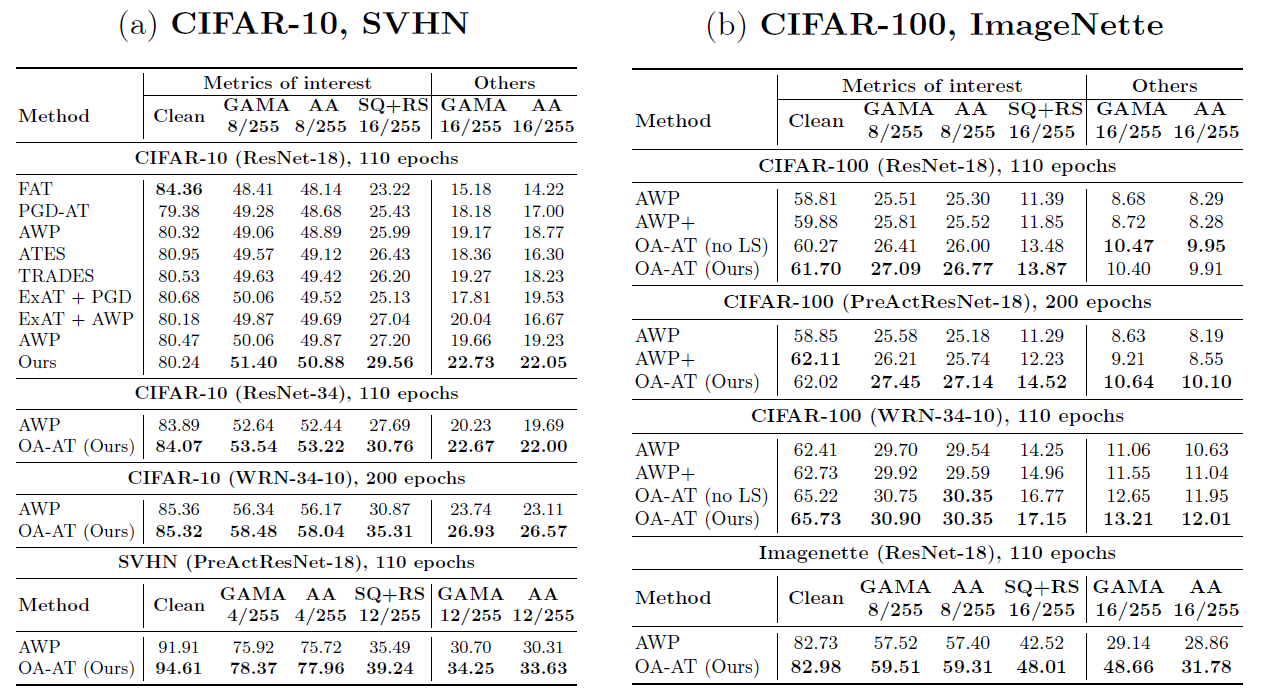 (a) CIFAR-10, SVHN
Metrics of interest Others
Method Clean GAMA AA SQ+RS GAMA AA
8/255 8/255 16/255 16/255 16/255
CIFAR-10 (ResNet-18), 110 epochs
FAT 84.36 48.41 48.14 23.22 15.18 14.22
PGD-AT 79.38 49.28 48.68 25.43 18.18 17.00
AWP 80.32 49.06 48.89 25.99 19.17 18.77
ATES 80.95 49.57 49.12 26.43 18.36 16.30
TRADES 80.53 49.63 49.42 26.20 19.27 18.23
ExAT + PGD 80.68 50.06 49.52 25.13 17.81 19.53
ExAT + AWP 80.18 49.87 49.69 27.04 20.04 16.67
AWP 80.47 50.06 49.87 27.20 19.66 19.23
Ours 80.24 51.40 50.88 29.56 22.73 22.05
CIFAR-10 (ResNet-34), 110 epochs
AWP 83.89 52.64 52.44 27.69 20.23 19.69
OA-AT (Ours) 84.07 53.54 53.22 30.76 22.67 22.00
CIFAR-10 (WRN-34-10), 200 epochs
AWP 85.36 56.34 56.17 30.87 23.74 23.11
OA-AT (Ours) 85.32 58.48 58.04 35.31 26.93 26.57
SVHN (PreActResNet-18), 110 epochs
Method Clean GAMA AA SQ+RS GAMA AA
4/255 4/255 12/255 12/255 12/255
AWP 91.91 75.92 75.72 35.49 30.70 30.31
OA-AT (Ours) 94.61 78.37 77.96 39.24 34.25 33.63
(b) CIFAR-100, ImageNette
Metrics of interest Others
Method Clean GAMA AA SQ+RS GAMA AA
8/255 8/255 16/255 16/255 16/255
CIFAR-100 (ResNet-18), 110 epochs
AWP 58.81 25.51 25.30 11.39 8.68 8.29
AWP+ 59.88 25.81 25.52 11.85 8.72 8.28
OA-AT (no LS) 60.27 26.41 26.00 13.48 10.47 9.95
OA-AT (Ours) 61.70 27.09 26.77 13.87 10.40 9.91
CIFAR-100 (PreActResNet-18), 200 epochs
AWP 58.85 25.58 25.18 11.29 8.63 8.19
AWP+ 62.11 26.21 25.74 12.23 9.21 8.55
OA-AT (Ours) 62.02 27.45 27.14 14.52 10.64 10.10
CIFAR-100 (WRN-34-10), 110 epochs
AWP 62.41 29.70 29.54 14.25 11.06 10.63
AWP+ 62.73 29.92 29.59 14.96 11.55 11.04
OA-AT (no LS) 65.22 30.75 30.35 16.77 12.65 11.95
OA-AT (Ours) 65.73 30.90 30.35 17.15 13.21 12.01
Imagenette (ResNet-18), 110 epochs
Method Clean GAMA AA SQ+RS GAMA AA
8/255 8/255 16/255 16/255 16/255
AWP 82.73 57.52 57.40 42.52 29.14 28.86
OA-AT (Ours) 82.98 59.51 59.31 48.01 48.66 31.78